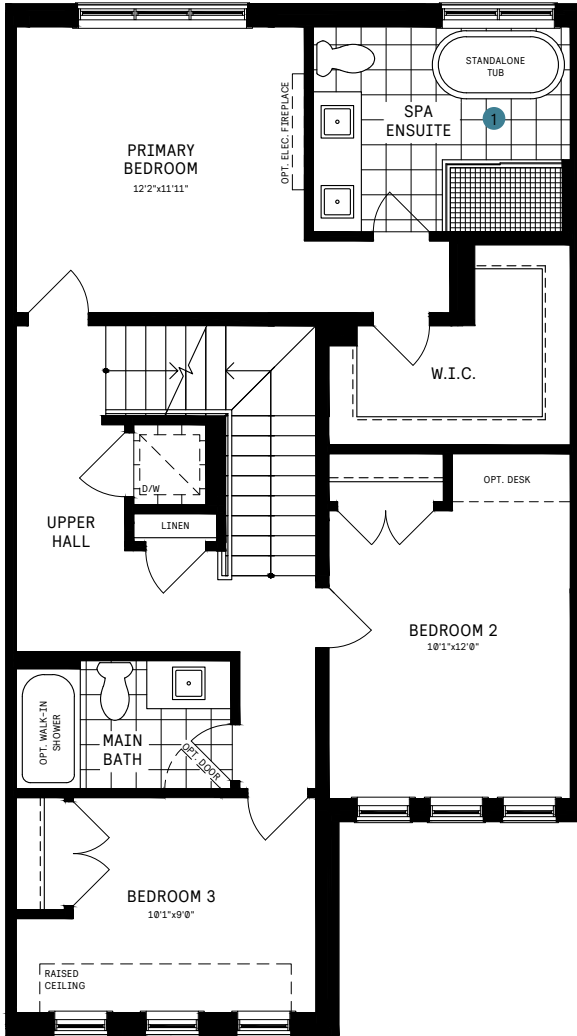 STANDALONE
TUB
OPT. ELEC. FIREPLACE
SPA
ENSUITE
1
PRIMARY
BEDROOM
12'2"x11'11"
W.I.C.
D/W
OPT. DESK
LINEN
UPPER
HALL
BEDROOM 2
10'1"x12'0"
OPT. WALK-IN
SHOWER
MAIN
BATH
OPT. DOOR
BEDROOM 3
10'1"x9'0"
RAISED
CEILING